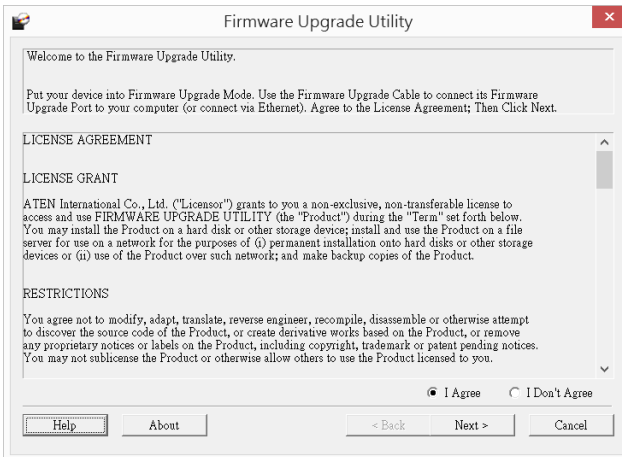 Firmware Upgrade Utility
Welcome to the Firmware Upgrade Utility.
Put your device into Firmware Upgrade Mode. Use the Firmware Upgrade Cable to connect its Firmware
Upgrade Port to your computer (or connect via Ethernet). Agree to the License Agreement; Then Click Next.
LICENSE AGREEMENT
LICENSE GRANT
ATEN International Co., Ltd. ("Licensor") grants to you a non-exclusive, non-transferable license to
access and use FIRMWARE UPGRADE UTILITY (the "Product") during the "Term" set forth below.
You may install the Product on a hard disk or other storage device; install and use the Product on a file
server for use on a network for the purposes of (i) permanent installation onto hard disks or other storage
devices or (ii) use of the Product over such network; and make backup copies of the Product.
RESTRICTIONS
You agree not to modify, adapt, translate, reverse engineer, recompile, disassemble or otherwise attempt
to discover the source code of the Product, or create derivative works based on the Product, or remove
any proprietary notices or labels on the Product, including copyright, trademark or patent pending notices.
You may not sublicense the Product or otherwise allow others to use the Product licensed to you.
I Agree I Don't Agree
Help About < Back Next > Cancel